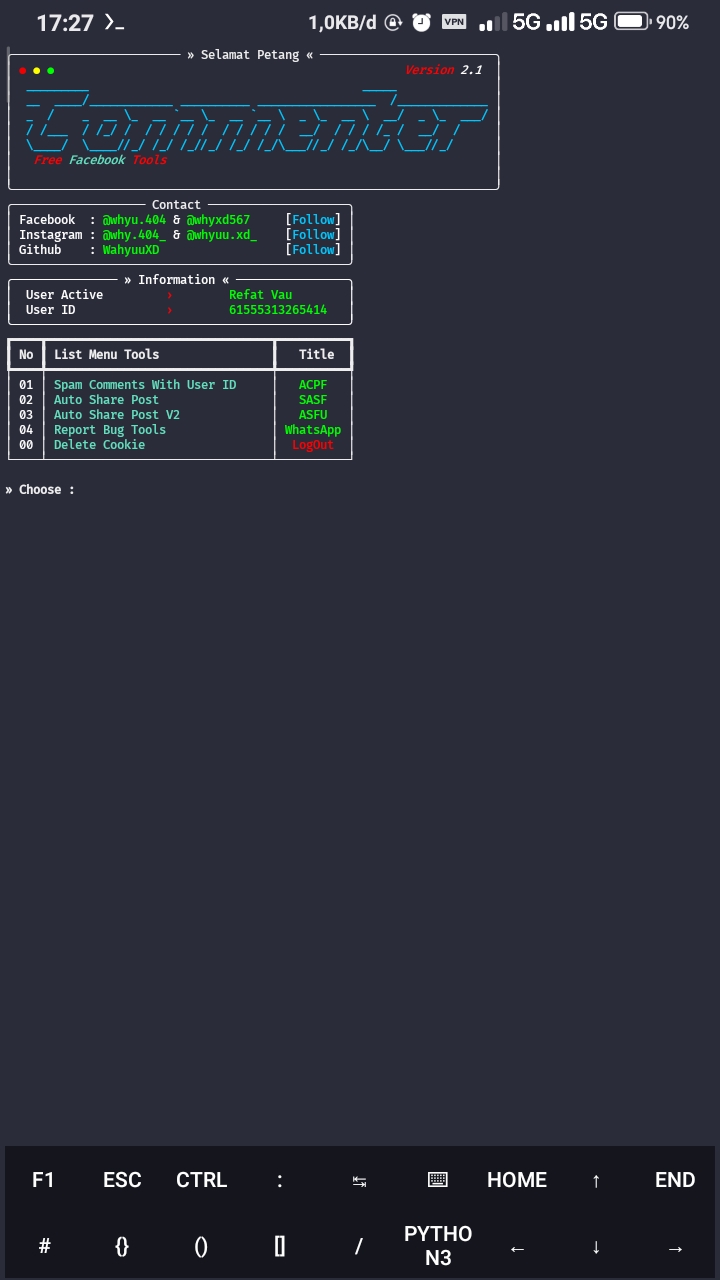 17:27 1,0KB/d VPN 5G 5G 90%
» Selamat Petang «
Version 2.1
Commenter
Free Facebook Tools
Contact
Facebook : @whyu.404 & @whyxd567 [Follow]
Instagram : @why.404_ & @whyuu.xd_ [Follow]
Github : WahyuuXD [Follow]
» Information «
User Active › Refat Vau
User ID › 61555313265414
No List Menu Tools Title
01 Spam Comments With User ID ACPF
02 Auto Share Post SASF
03 Auto Share Post V2 ASFU
04 Report Bug Tools WhatsApp
00 Delete Cookie LogOut
» Choose :
F1 ESC CTRL : ↹ ⌨ HOME ↑ END
# {} () [] / PYTHO
N3 ← ↓ →